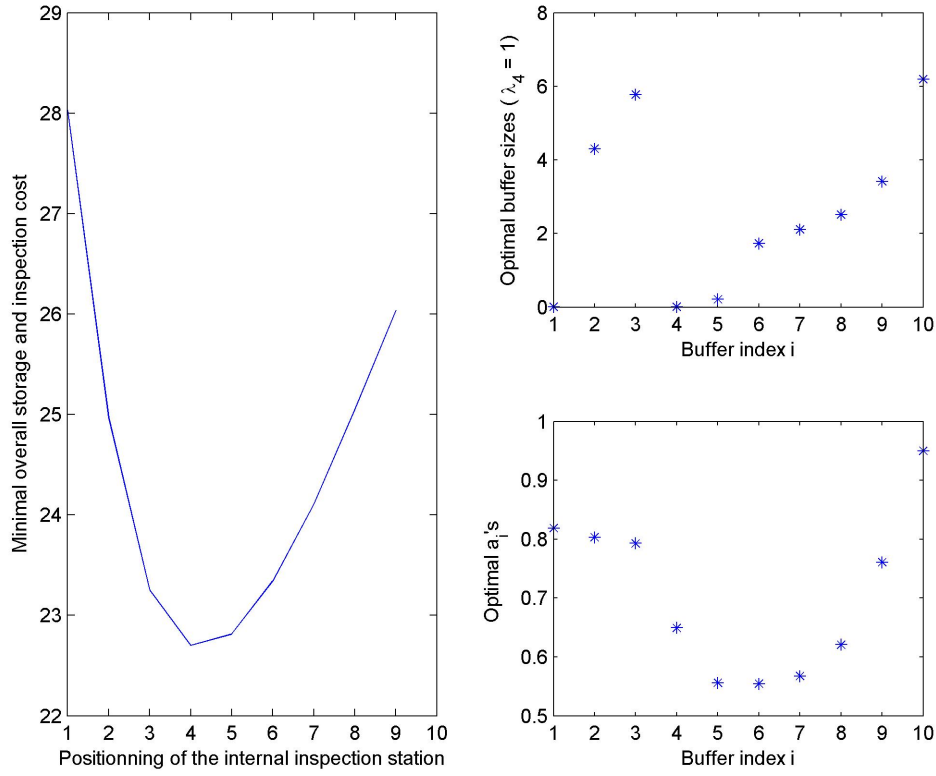 29
28
27
26
25
24
23
22
1 2 3 4 5 6 7 8 9 10
Minimal overall storage and inspection cost
Positionning of the internal inspection station
8
6
4
2
0
1 2 3 4 5 6 7 8 9 10
Optimal buffer sizes ( λ₄ = 1)
Buffer index i
1
0.9
0.8
0.7
0.6
0.5
1 2 3 4 5 6 7 8 9 10
Optimal aᵢ's
Buffer index i